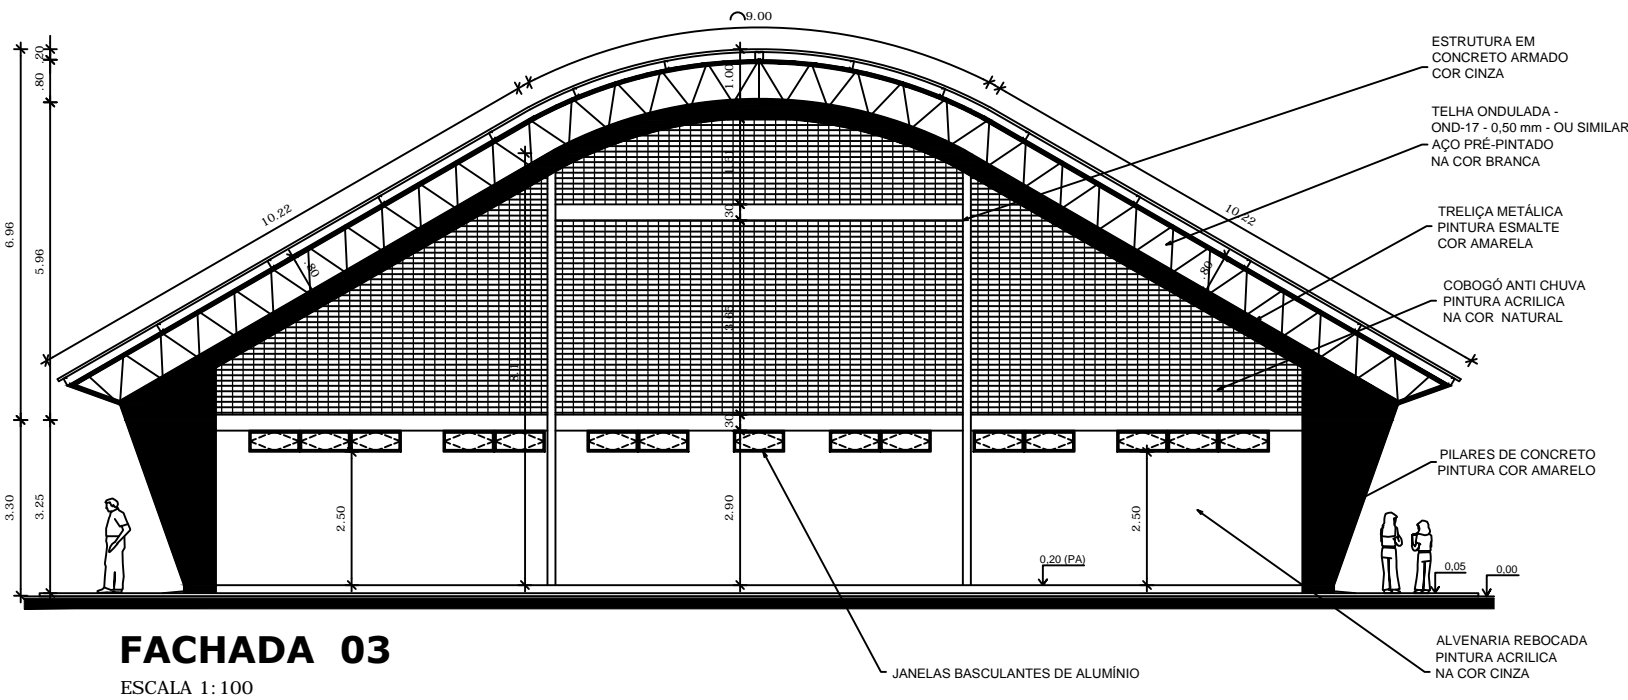 9.00
ESTRUTURA EM
CONCRETO ARMADO
COR CINZA
TELHA ONDULADA -
OND-17 - 0,50 mm - OU SIMILAR
AÇO PRÉ-PINTADO
NA COR BRANCA
TRELIÇA METÁLICA
PINTURA ESMALTE
COR AMARELA
COBOGÓ ANTI CHUVA
PINTURA ACRILICA
NA COR NATURAL
PILARES DE CONCRETO
PINTURA COR AMARELO
ALVENARIA REBOCADA
PINTURA ACRILICA
NA COR CINZA
JANELAS BASCULANTES DE ALUMÍNIO
.20
.80
6.96
5.96
3.30
3.25
10.22
10.22
1.00
.80
.80
30
30
2.50
2.90
2.50
0,20 (PA)
0,05
0,00
FACHADA 03
ESCALA 1:100